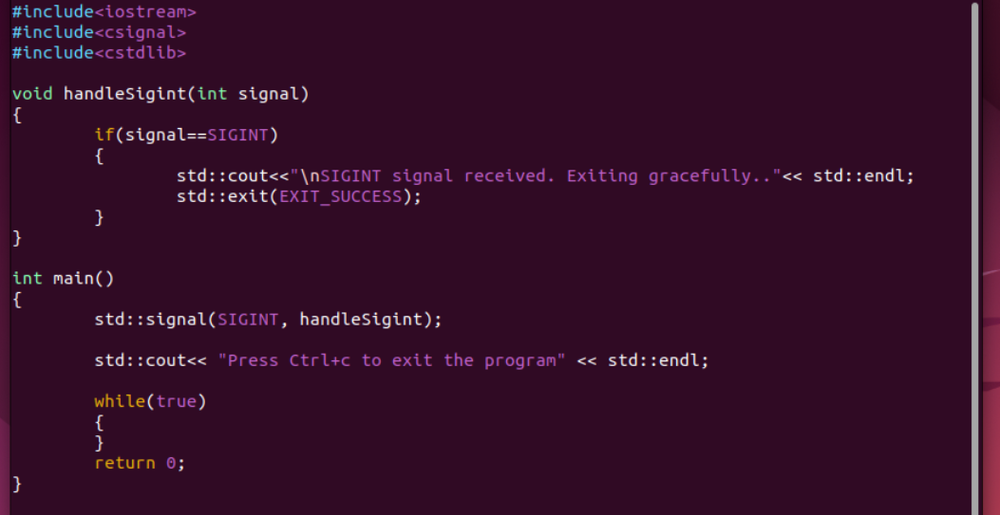 #include<iostream>
#include<csignal>
#include<cstdlib>

void handleSigint(int signal)
{
        if(signal==SIGINT)
        {
                std::cout<<"\nSIGINT signal received. Exiting gracefully.."<< std::endl;
                std::exit(EXIT_SUCCESS);
        }
}

int main()
{
        std::signal(SIGINT, handleSigint);

        std::cout<< "Press Ctrl+c to exit the program" << std::endl;

        while(true)
        {
        }
        return 0;
}